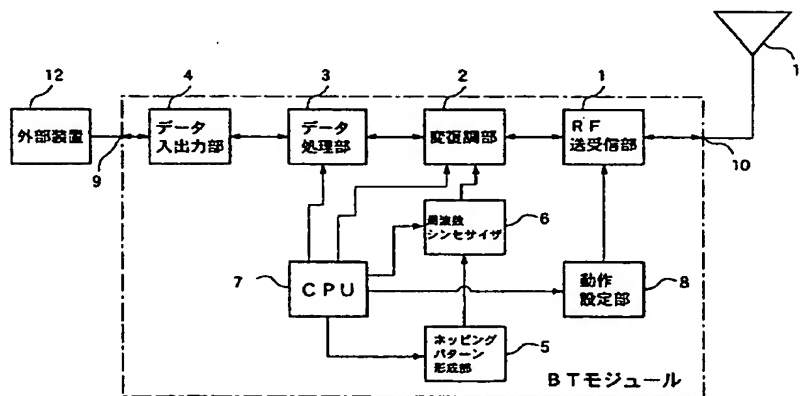 12
4
3
2
1
1
外部装置
データ
入出力部
データ
処理部
変復調部
RF
送受信部
9
10
周波数
シンセサイザ
6
7
CPU
動作
設定部
8
ネッピング
パターン
形成部
5
BTモジュール